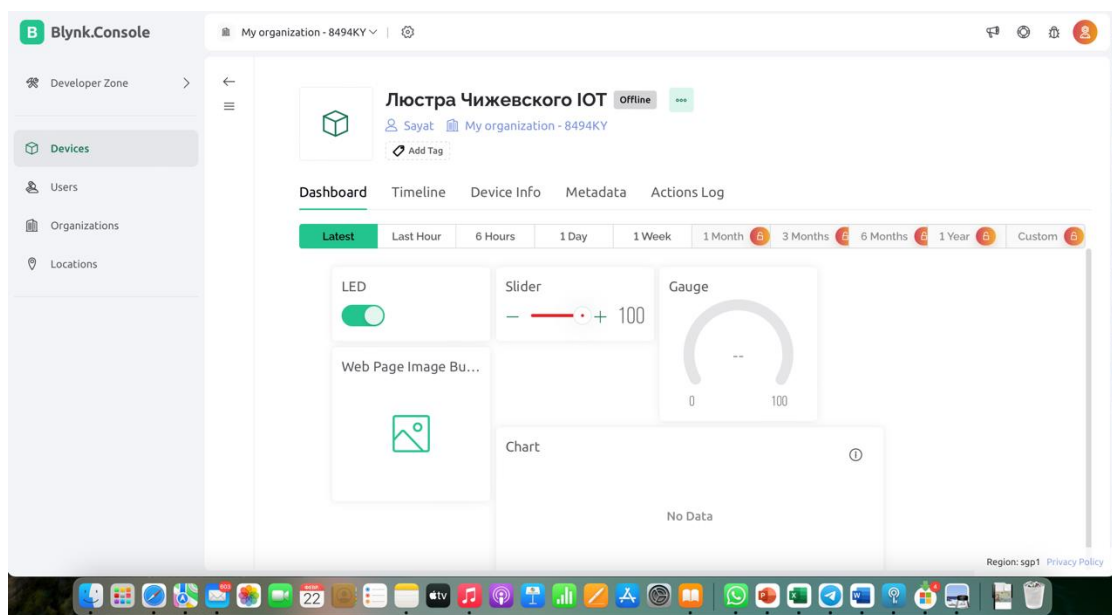 B Blynk.Console
My organization - 8494KY
Developer Zone
Devices
Users
Organizations
Locations
Люстра Чижевского IOT Offline
Sayat My organization - 8494KY
Add Tag
Dashboard Timeline Device Info Metadata Actions Log
Latest Last Hour 6 Hours 1 Day 1 Week 1 Month 3 Months 6 Months 1 Year Custom
LED
Slider
− + 100
Gauge
--
0 100
Web Page Image Bu...
Chart
No Data
Region: sgp1 Privacy Policy
803
22
tv